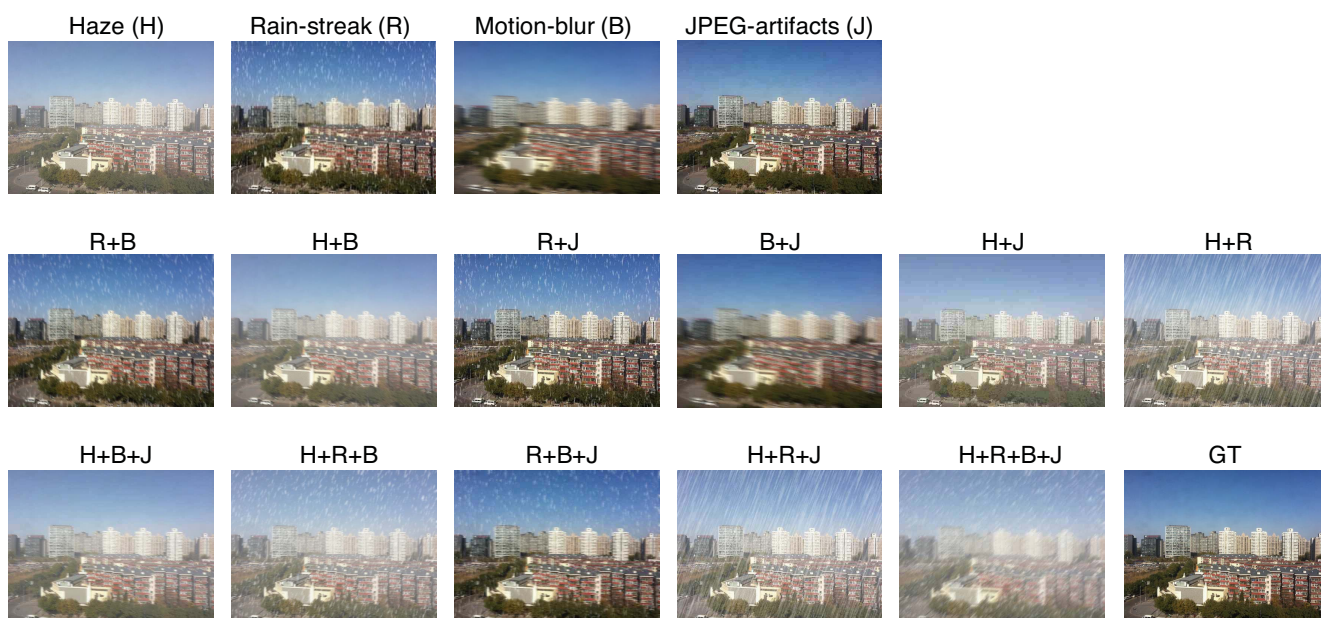 Haze (H) Rain-streak (R) Motion-blur (B) JPEG-artifacts (J)
R+B H+B R+J B+J H+J H+R
H+B+J H+R+B R+B+J H+R+J H+R+B+J GT